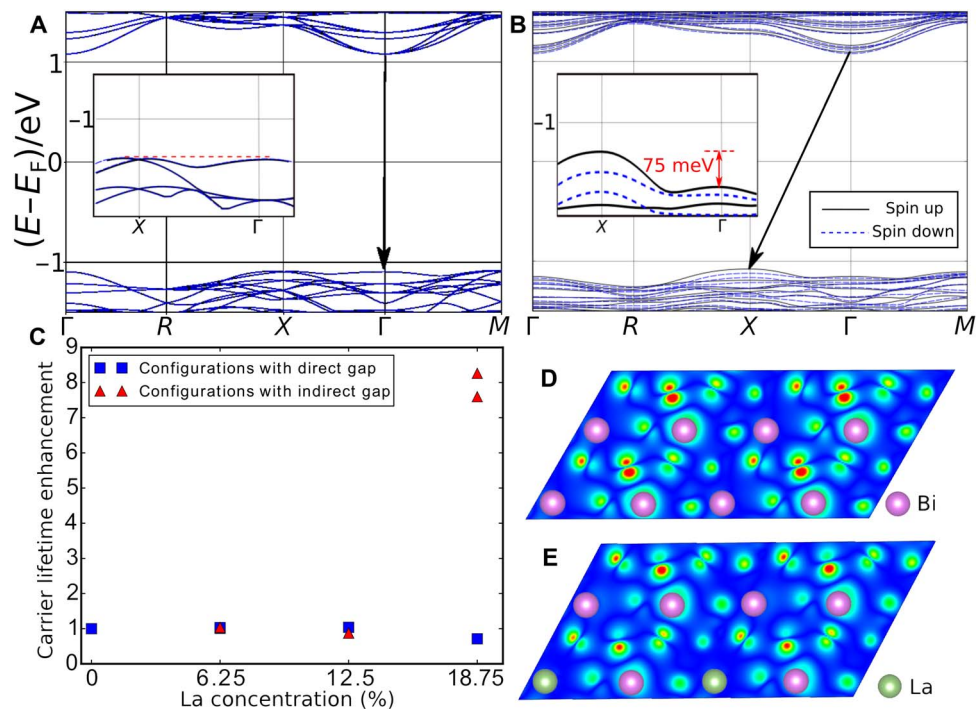 A
B
(E−E_F)/eV
1
0
−1
−1
X
Γ
−1
75 meV
X
Γ
Spin up
Spin down
Γ
R
X
Γ
M
Γ
R
X
Γ
M
C
9
8
7
6
5
4
3
2
1
0
Carrier lifetime enhancement
Configurations with direct gap
Configurations with indirect gap
0
6.25
12.5
18.75
La concentration (%)
D
Bi
E
La